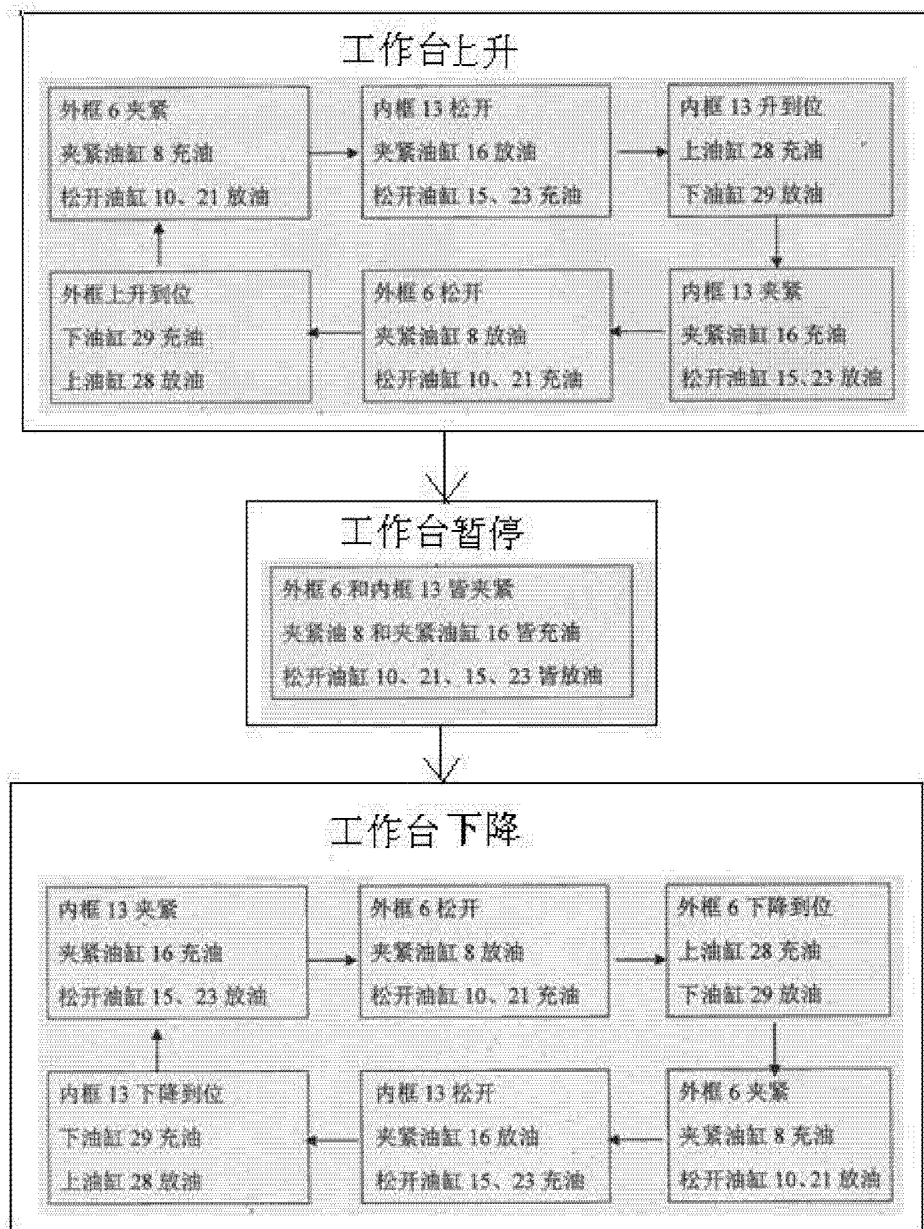 工作台上升
外框 6 夹紧
夹紧油缸 8 充油
松开油缸 10、21 放油
内框 13 松开
夹紧油缸 16 放油
松开油缸 15、23 充油
内框 13 升到位
上油缸 28 充油
下油缸 29 放油
外框上升到位
下油缸 29 充油
上油缸 28 放油
外框 6 松开
夹紧油缸 8 放油
松开油缸 10、21 充油
内框 13 夹紧
夹紧油缸 16 充油
松开油缸 15、23 放油
工作台暂停
外框 6 和内框 13 皆夹紧
夹紧油 8 和夹紧油缸 16 皆充油
松开油缸 10、21、15、23 皆放油
工作台下降
内框 13 夹紧
夹紧油缸 16 充油
松开油缸 15、23 放油
外框 6 松开
夹紧油缸 8 放油
松开油缸 10、21 充油
外框 6 下降到位
上油缸 28 充油
下油缸 29 放油
内框 13 下降到位
下油缸 29 充油
上油缸 28 放油
内框 13 松开
夹紧油缸 16 放油
松开油缸 15、23 充油
外框 6 夹紧
夹紧油缸 8 充油
松开油缸 10、21 放油